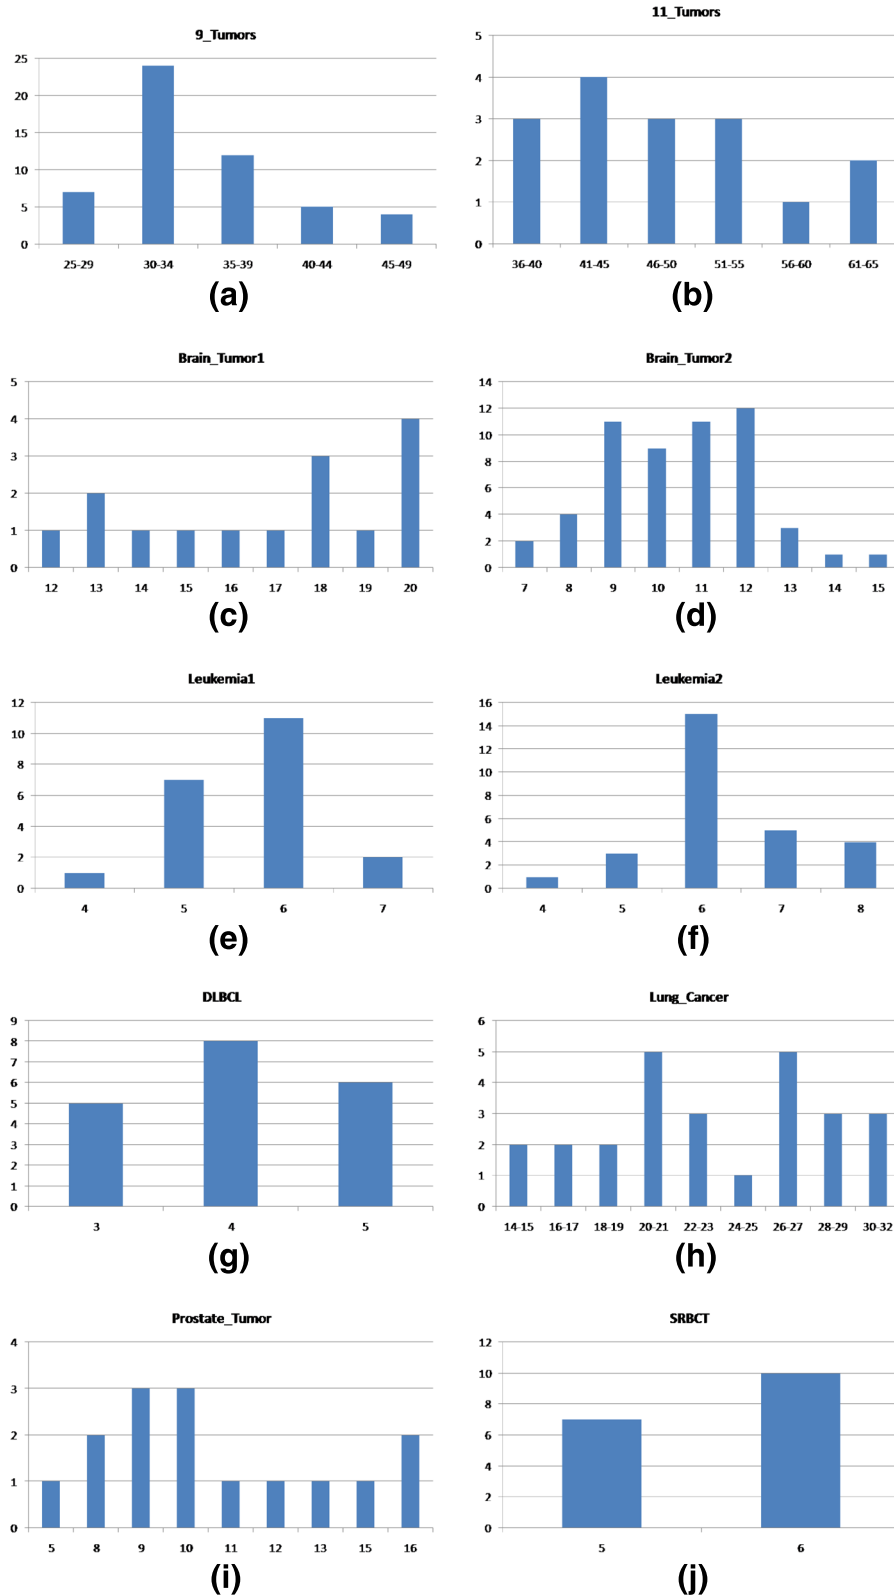 9_Tumors
25
20
15
10
5
0
25-29 30-34 35-39 40-44 45-49
(a)
11_Tumors
5
4
3
2
1
0
36-40 41-45 46-50 51-55 56-60 61-65
(b)
Brain_Tumor1
5
4
3
2
1
0
12 13 14 15 16 17 18 19 20
(c)
Brain_Tumor2
14
12
10
8
6
4
2
0
7 8 9 10 11 12 13 14 15
(d)
Leukemia1
12
10
8
6
4
2
0
4 5 6 7
(e)
Leukemia2
16
14
12
10
8
6
4
2
0
4 5 6 7 8
(f)
DLBCL
9
8
7
6
5
4
3
2
1
0
3 4 5
(g)
Lung_Cancer
6
5
4
3
2
1
0
14-15 16-17 18-19 20-21 22-23 24-25 26-27 28-29 30-32
(h)
Prostate_Tumor
4
3
2
1
0
5 8 9 10 11 12 13 15 16
(i)
SRBCT
12
10
8
6
4
2
0
5 6
(j)